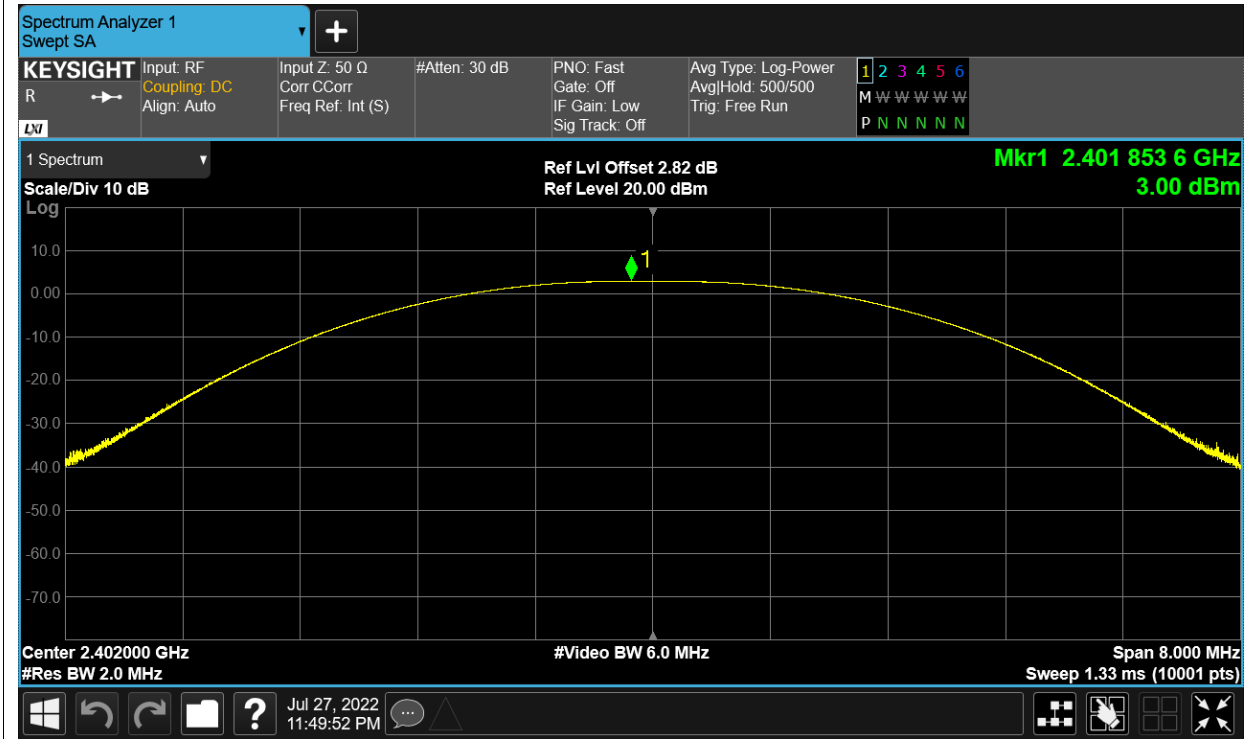 Spectrum Analyzer 1
Swept SA
KEYSIGHT
R
LXI
Input: RF
Coupling: DC
Align: Auto
Input Z: 50 Ω
Corr CCorr
Freq Ref: Int (S)
#Atten: 30 dB
PNO: Fast
Gate: Off
IF Gain: Low
Sig Track: Off
Avg Type: Log-Power
Avg|Hold: 500/500
Trig: Free Run
1 2 3 4 5 6
M W W W W W W
P N N N N N N
1 Spectrum
Scale/Div 10 dB
Log
Ref Lvl Offset 2.82 dB
Ref Level 20.00 dBm
Mkr1 2.401 853 6 GHz
3.00 dBm
1
10.0
0.00
-10.0
-20.0
-30.0
-40.0
-50.0
-60.0
-70.0
Center 2.402000 GHz
#Res BW 2.0 MHz
#Video BW 6.0 MHz
Span 8.000 MHz
Sweep 1.33 ms (10001 pts)
?
Jul 27, 2022
11:49:52 PM